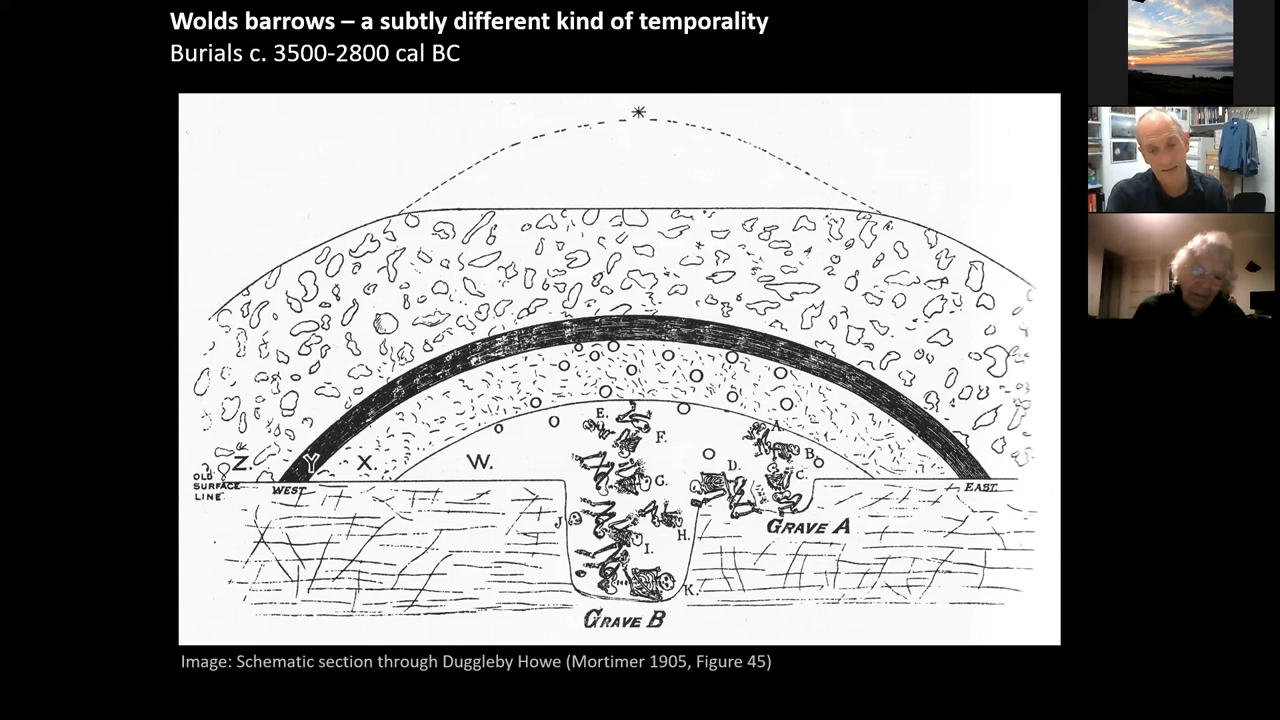 Wolds barrows – a subtly different kind of temporality
Burials c. 3500-2800 cal BC
E.
A.
F.
B.
Z.
Y
X.
W.
G.
D.
C.
OLD
SURFACE
LINE
WEST
EAST.
J
H.
GRAVE A
I.
K.
GRAVE B
Image: Schematic section through Duggleby Howe (Mortimer 1905, Figure 45)